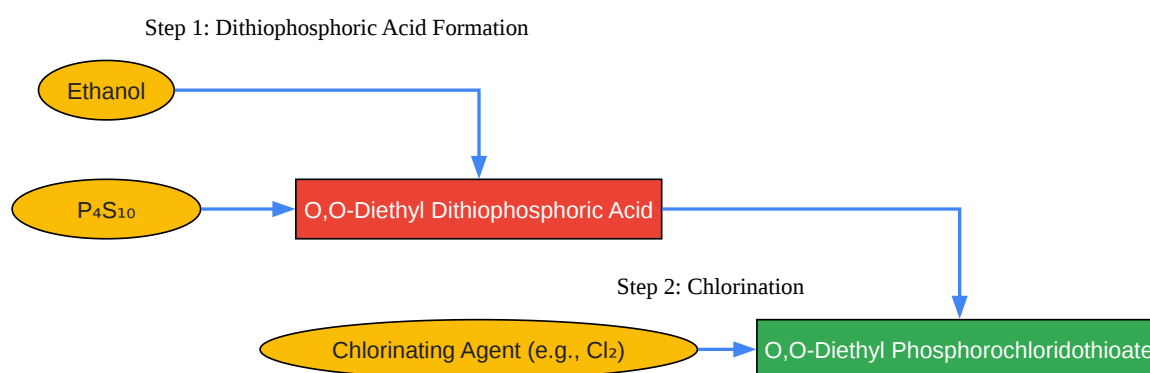 Step 1: Dithiophosphoric Acid Formation
Ethanol
P₄S₁₀
O,O-Diethyl Dithiophosphoric Acid
Step 2: Chlorination
Chlorinating Agent (e.g., Cl₂)
O,O-Diethyl Phosphorochloridothioate